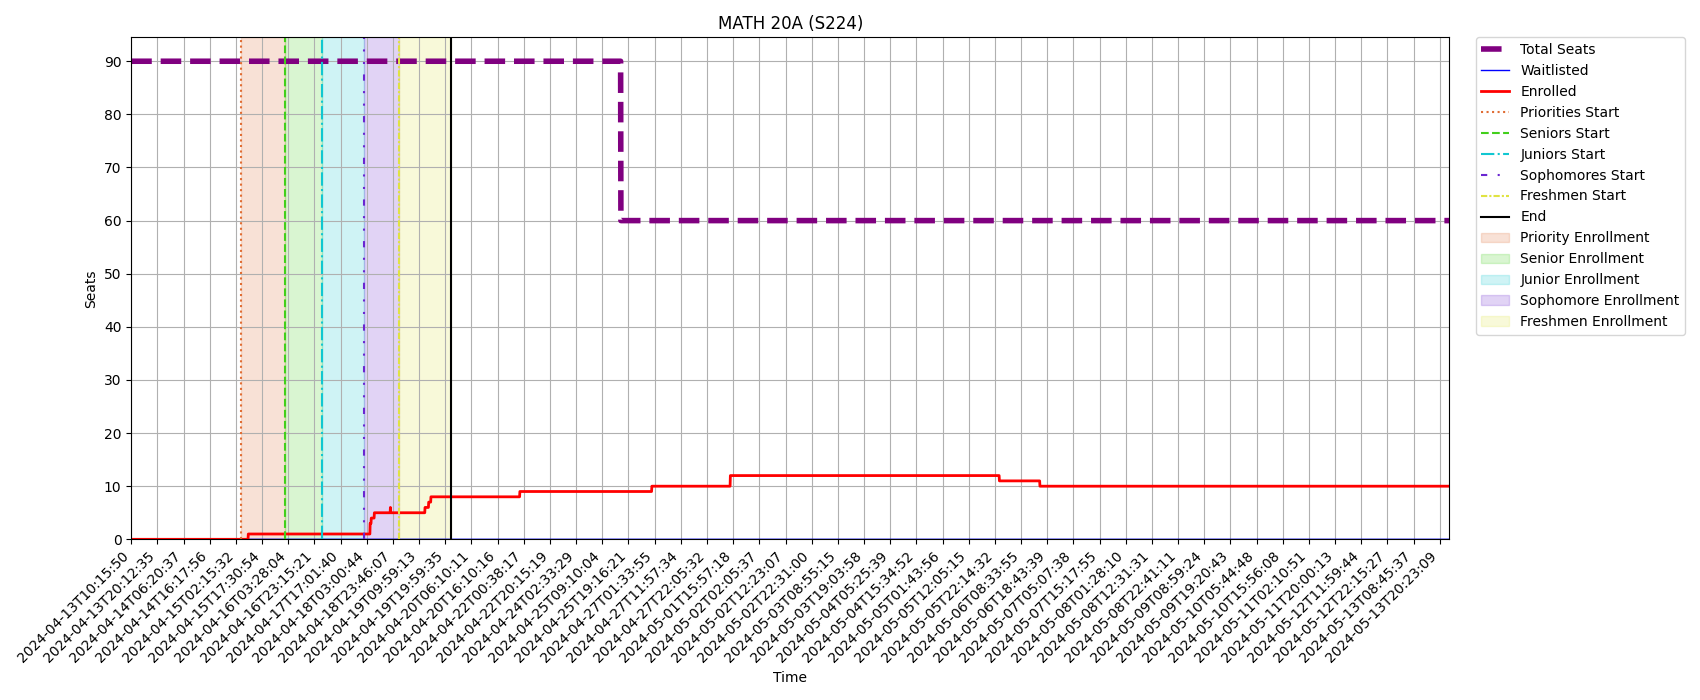 MATH 20A (S224)
Total Seats
Waitlisted
Enrolled
Priorities Start
Seniors Start
Juniors Start
Sophomores Start
Freshmen Start
End
Priority Enrollment
Senior Enrollment
Junior Enrollment
Sophomore Enrollment
Freshmen Enrollment
Seats
90
80
70
60
50
40
30
20
10
0
2024-04-13T10:15:50
2024-04-13T20:12:35
2024-04-14T06:20:37
2024-04-14T16:17:56
2024-04-15T02:15:32
2024-04-15T17:30:54
2024-04-16T03:28:04
2024-04-16T23:15:21
2024-04-17T17:01:40
2024-04-18T03:00:44
2024-04-18T23:46:07
2024-04-19T09:59:13
2024-04-19T19:59:35
2024-04-20T06:10:11
2024-04-20T16:10:16
2024-04-22T00:38:17
2024-04-22T20:15:19
2024-04-24T02:33:29
2024-04-25T09:10:04
2024-04-25T19:16:21
2024-04-27T01:33:55
2024-04-27T11:57:34
2024-04-27T22:05:32
2024-05-01T15:57:18
2024-05-02T02:05:37
2024-05-02T12:23:07
2024-05-02T22:31:00
2024-05-03T08:55:15
2024-05-03T19:03:58
2024-05-04T05:25:39
2024-05-04T15:34:52
2024-05-05T01:43:56
2024-05-05T12:05:15
2024-05-05T22:14:32
2024-05-06T08:33:55
2024-05-06T18:43:39
2024-05-07T05:07:38
2024-05-07T15:17:55
2024-05-08T01:28:10
2024-05-08T12:31:31
2024-05-08T22:41:11
2024-05-09T08:59:24
2024-05-09T19:20:43
2024-05-10T05:44:48
2024-05-10T15:56:08
2024-05-11T02:10:51
2024-05-11T20:00:13
2024-05-12T11:59:44
2024-05-12T22:15:27
2024-05-13T08:45:37
2024-05-13T20:23:09
Time